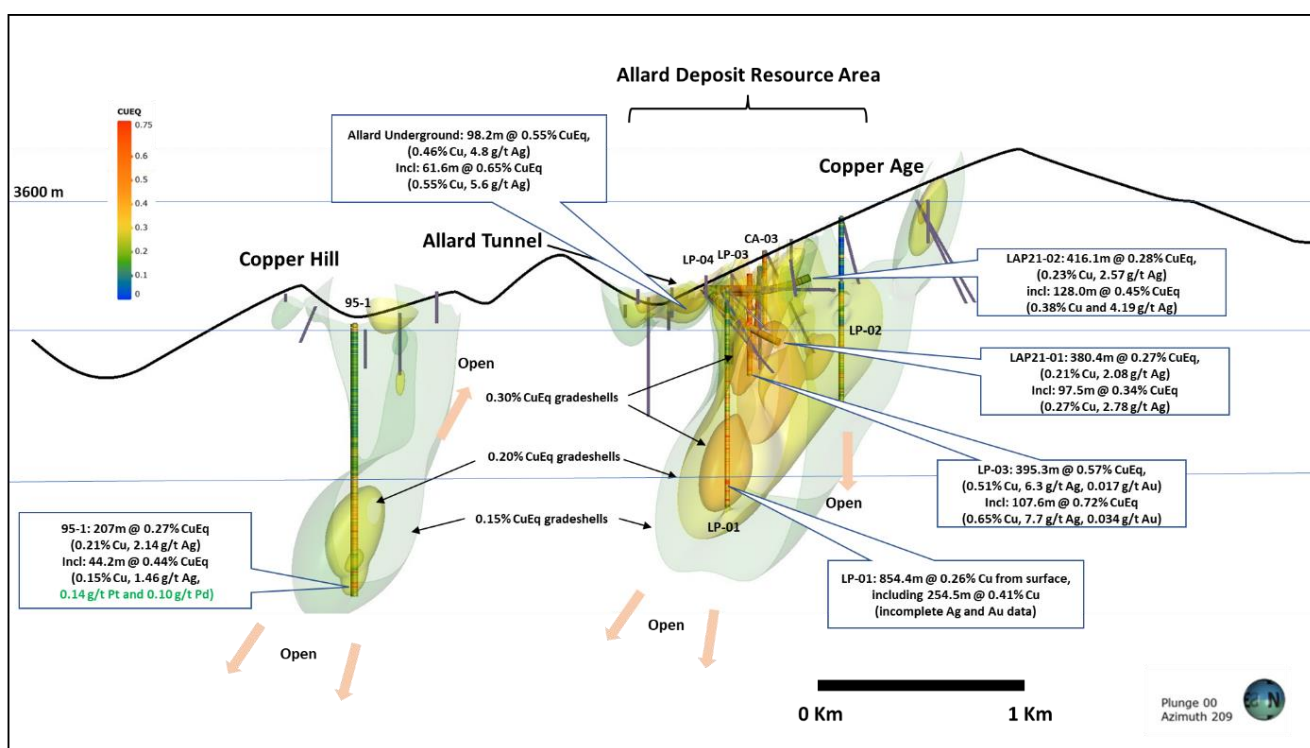 Allard Deposit Resource Area
CUEQ
0.75
0.6
0.5
0.4
0.3
0.2
0.1
0
Allard Underground: 98.2m @ 0.55% CuEq,
(0.46% Cu, 4.8 g/t Ag)
Incl: 61.6m @ 0.65% CuEq
(0.55% Cu, 5.6 g/t Ag)
Copper Age
3600 m
Allard Tunnel
Copper Hill
LP-04
LP-03
CA-03
95-1
LP-02
LAP21-02: 416.1m @ 0.28% CuEq,
(0.23% Cu, 2.57 g/t Ag)
incl: 128.0m @ 0.45% CuEq
(0.38% Cu and 4.19 g/t Ag)
Open
LAP21-01: 380.4m @ 0.27% CuEq,
(0.21% Cu, 2.08 g/t Ag)
Incl: 97.5m @ 0.34% CuEq
(0.27% Cu, 2.78 g/t Ag)
0.30% CuEq gradeshells
0.20% CuEq gradeshells
0.15% CuEq gradeshells
LP-01
Open
LP-03: 395.3m @ 0.57% CuEq,
(0.51% Cu, 6.3 g/t Ag, 0.017 g/t Au)
Incl: 107.6m @ 0.72% CuEq
(0.65% Cu, 7.7 g/t Ag, 0.034 g/t Au)
95-1: 207m @ 0.27% CuEq
(0.21% Cu, 2.14 g/t Ag)
Incl: 44.2m @ 0.44% CuEq
(0.15% Cu, 1.46 g/t Ag,
0.14 g/t Pt and 0.10 g/t Pd)
LP-01: 854.4m @ 0.26% Cu from surface,
including 254.5m @ 0.41% Cu
(incomplete Ag and Au data)
Open
Open
0 Km
1 Km
Plunge 00
Azimuth 209
N